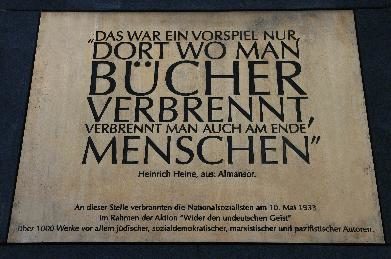 „DAS WAR EIN VORSPIEL NUR,
DORT WO MAN
BÜCHER
VERBRENNT,
VERBRENNT MAN AUCH AM ENDE
MENSCHEN”
Heinrich Heine, aus: Almansor.
An dieser Stelle verbrannten die Nationalsozialisten am 10. Mai 1933
im Rahmen der Aktion "Wider den undeutschen Geist"
über 1000 Werke vor allem jüdischer, sozialdemokratischer, marxistischer und pazifistischer Autoren.